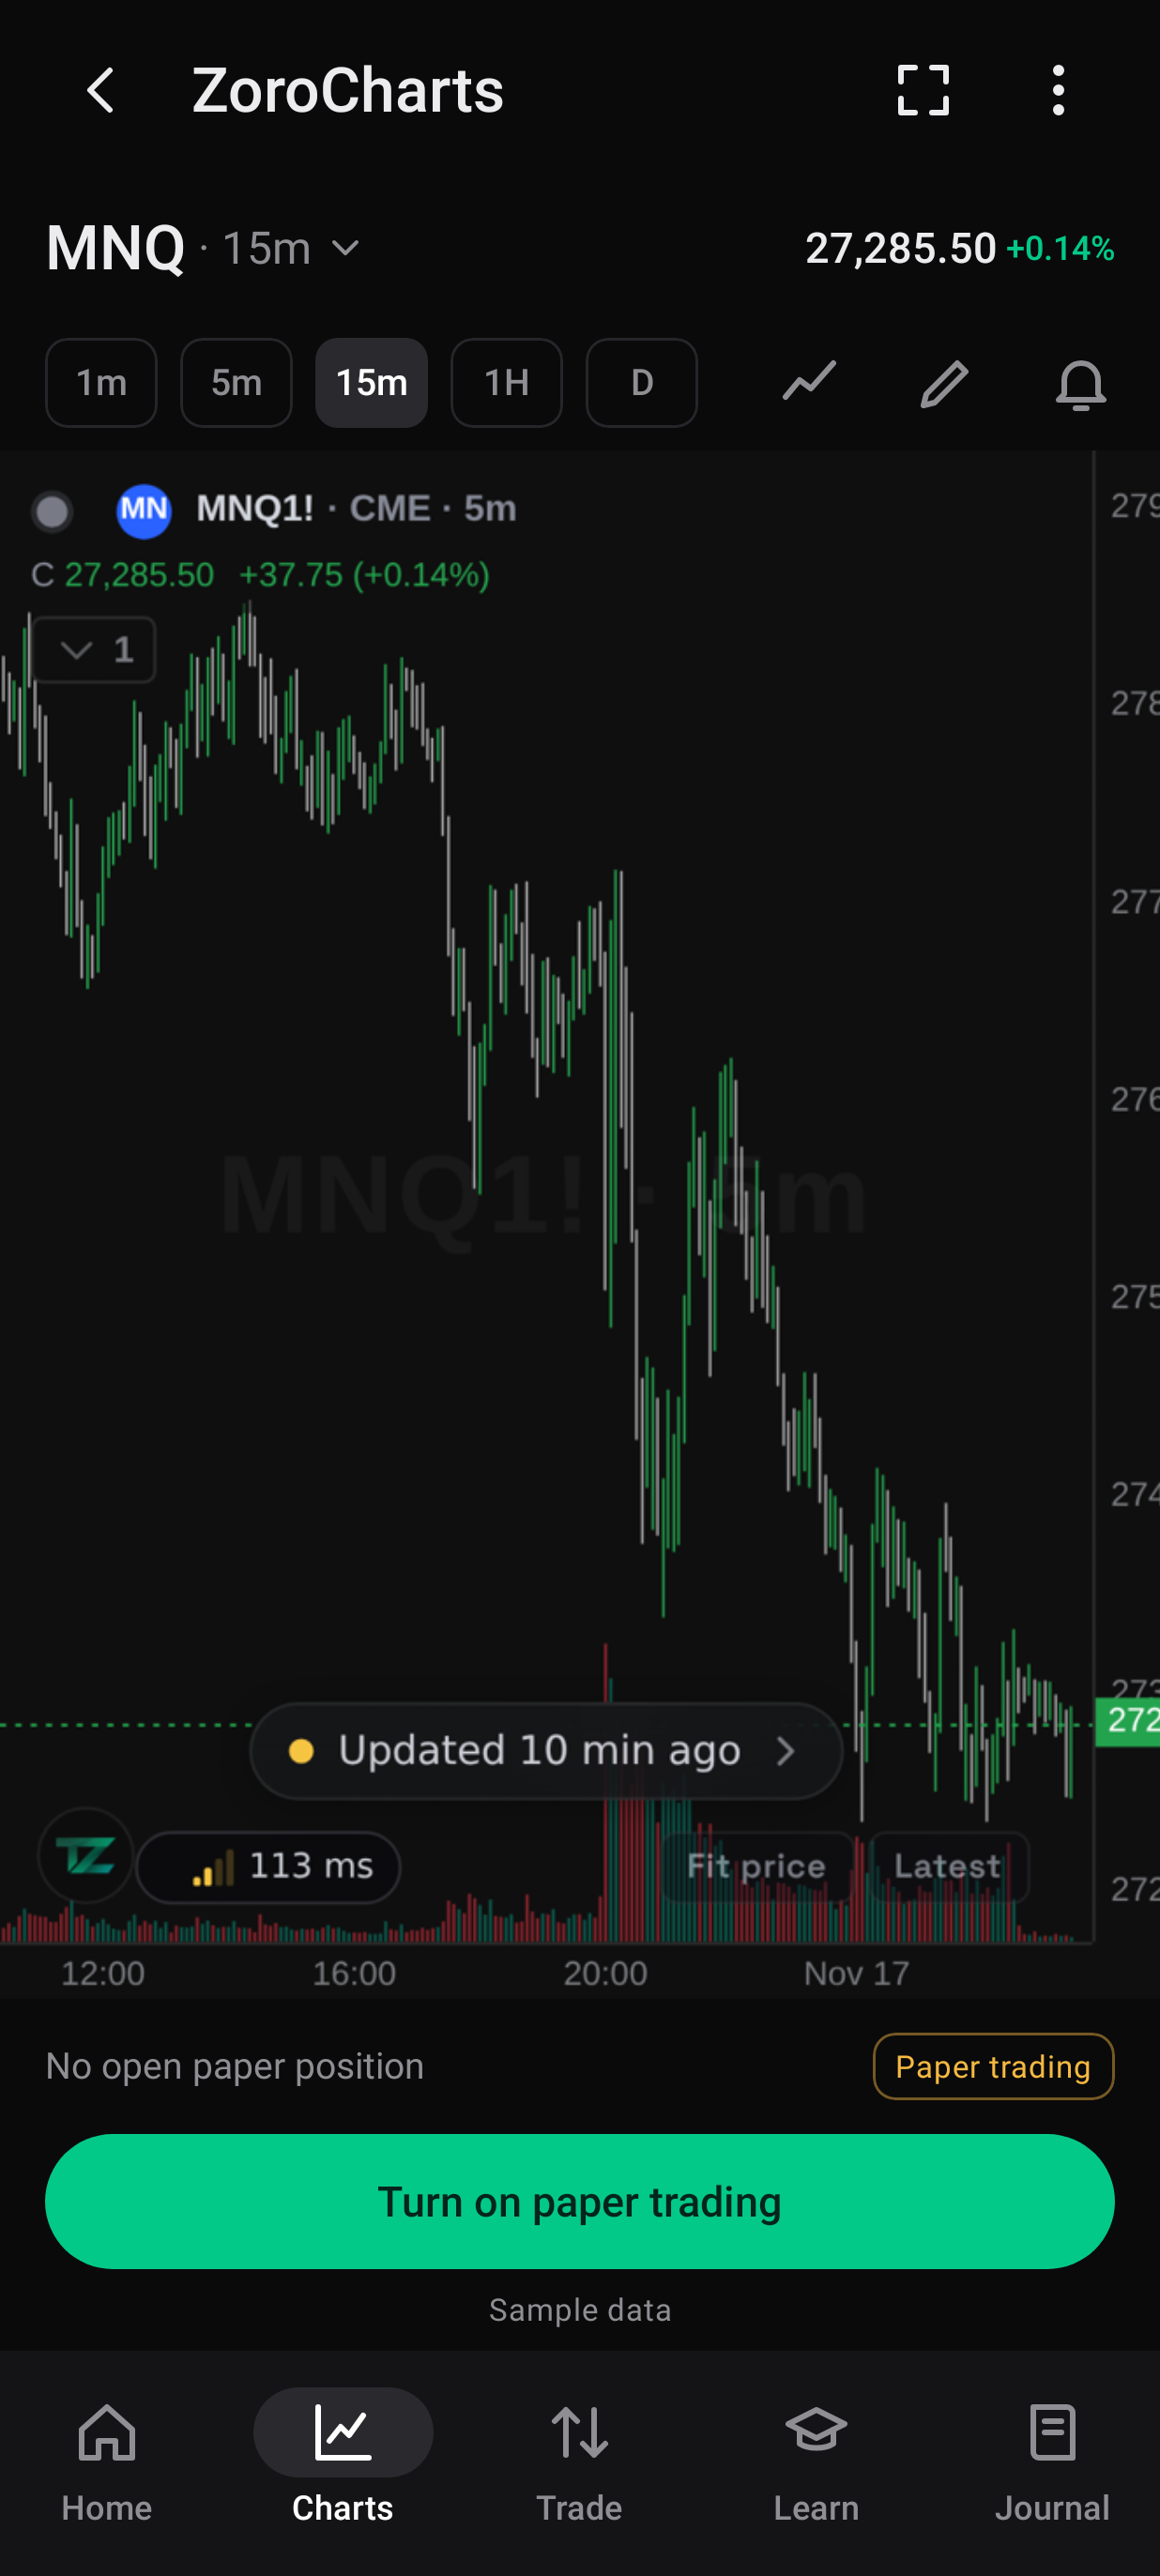 ZoroCharts
MNQ · 15m
27,285.50 +0.14%
1m 5m 15m 1H D
MN MNQ1! · CME · 5m
C 27,285.50 +37.75 (+0.14%)
1
279
278
277
276
MNQ1! · 5m
275
274
273
272
Updated 10 min ago
TZ 113 ms
Fit price Latest
272
12:00 16:00 20:00 Nov 17
No open paper position
Paper trading
Turn on paper trading
Sample data
Home Charts Trade Learn Journal